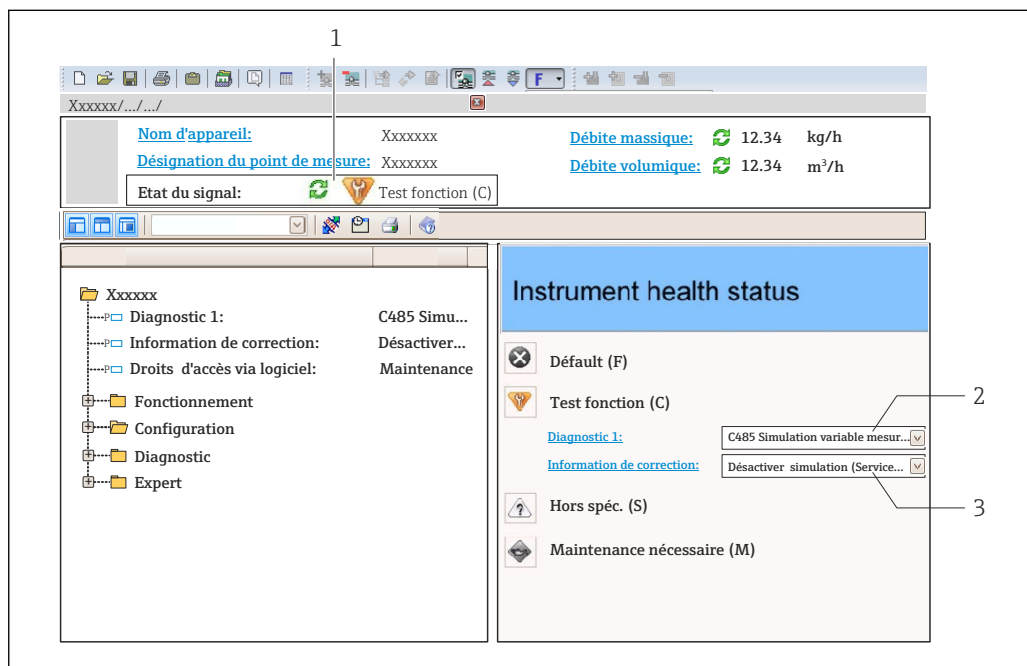 1
F
Xxxxxx/.../.../
Nom d'appareil: Xxxxxxx Débite massique: 12.34 kg/h
Désignation du point de mesure: Xxxxxxx Débite volumique: 12.34 m³/h
Etat du signal: Test fonction (C)
Instrument health status
Xxxxxx
P Diagnostic 1: C485 Simu...
P Information de correction: Désactiver...
P Droits d'accès via logiciel: Maintenance
Fonctionnement
Configuration
Diagnostic
Expert
Défault (F)
Test fonction (C)
2
Diagnostic 1: C485 Simulation variable mesur...
Information de correction: Désactiver simulation (Service...
Hors spéc. (S)
3
Maintenance nécessaire (M)